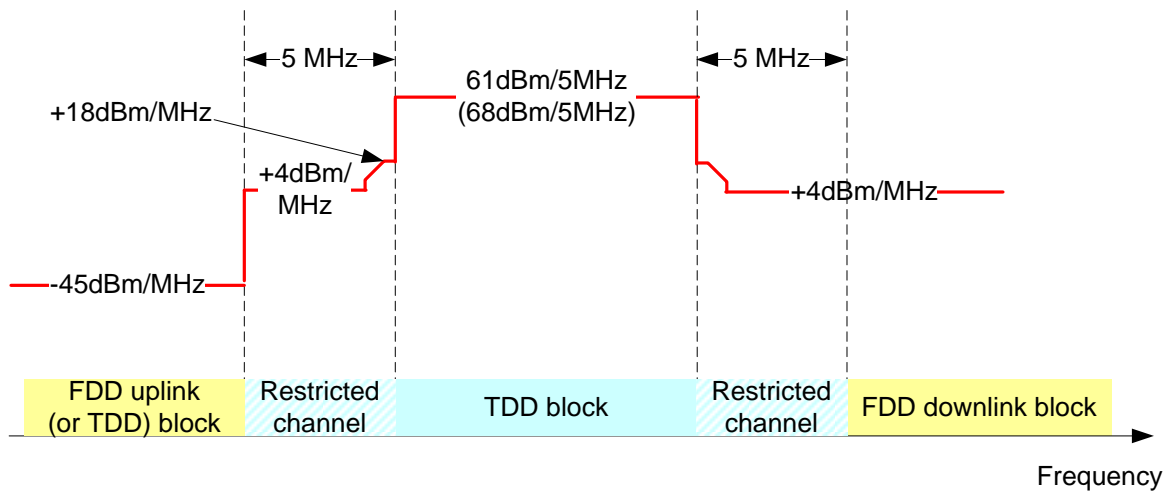 5 MHz
5 MHz
61dBm/5MHz
(68dBm/5MHz)
+18dBm/MHz
+4dBm/
MHz
+4dBm/MHz
-45dBm/MHz
FDD uplink
(or TDD) block
Restricted
channel
TDD block
Restricted
channel
FDD downlink block
Frequency